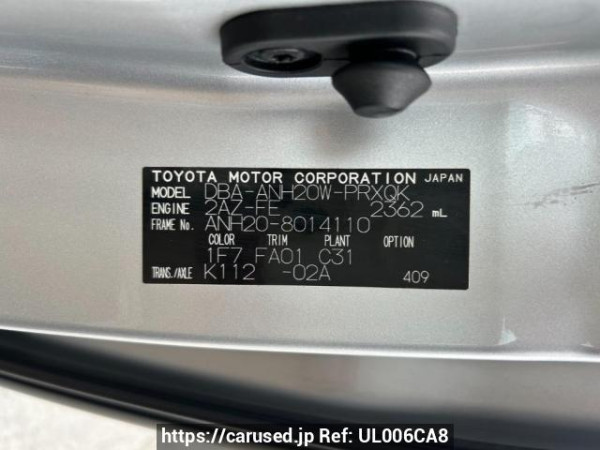 TOYOTA MOTOR CORPORATION JAPAN
MODEL DBA-ANH20W-PRXQK
ENGINE 2AZ-FE 2362 mL
FRAME No. ANH20-8014110
COLOR TRIM PLANT OPTION
1F7 FA01 C31
TRANS./AXLE K112 -02A 409
https://carused.jp Ref: UL006CA8